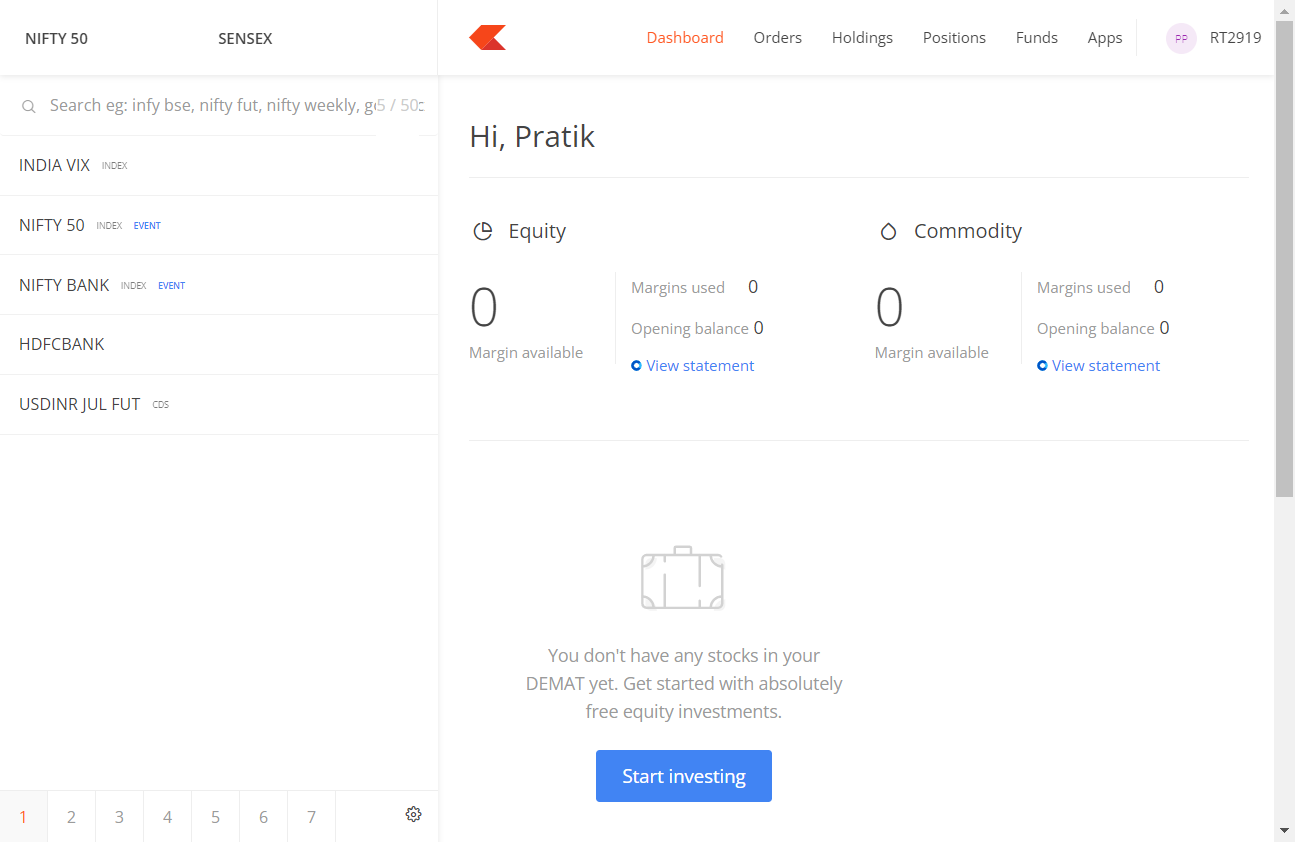 NIFTY 50
SENSEX
Dashboard
Orders
Holdings
Positions
Funds
Apps
PP
RT2919
Search eg: infy bse, nifty fut, nifty weekly,
5 / 50
INDIA VIX INDEX
NIFTY 50 INDEX EVENT
NIFTY BANK INDEX EVENT
HDFCBANK
USDINR JUL FUT CDS
1
2
3
4
5
6
7
Hi, Pratik
Equity
0
Margin available
Margins used 0
Opening balance 0
View statement
Commodity
0
Margin available
Margins used 0
Opening balance 0
View statement
You don't have any stocks in your
DEMAT yet. Get started with absolutely
free equity investments.
Start investing